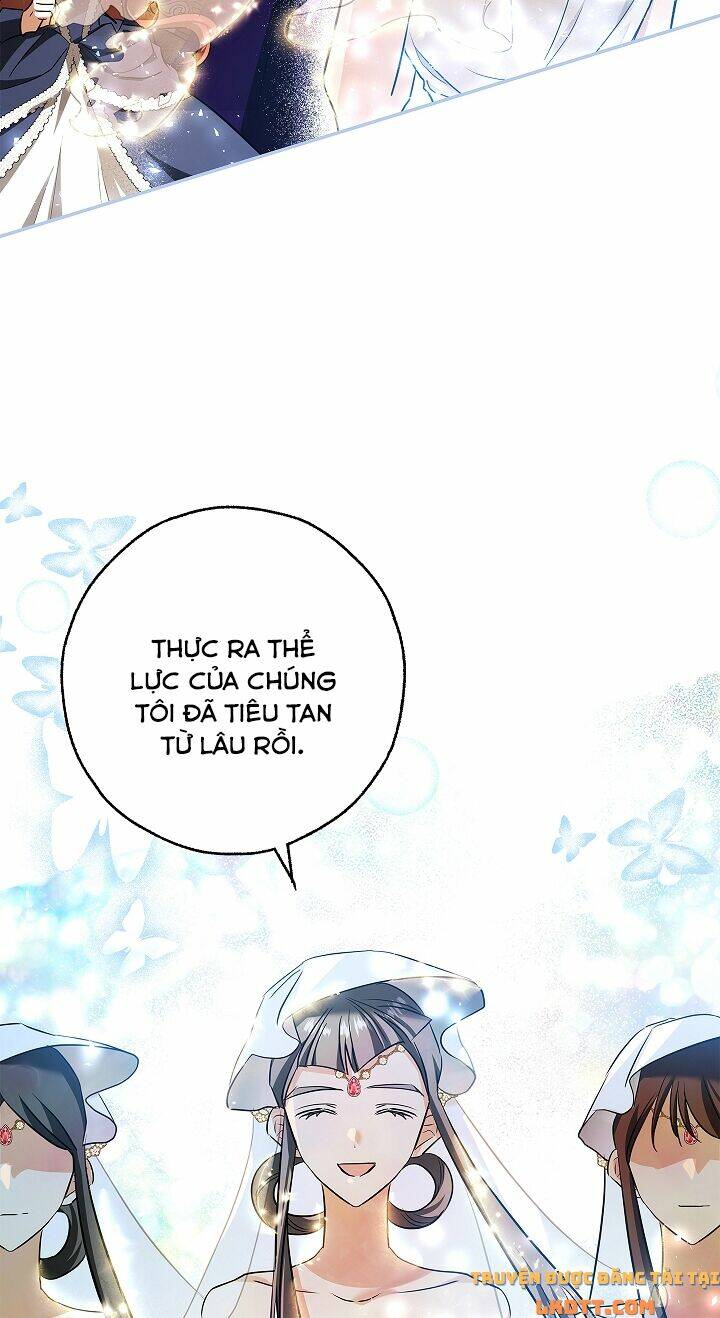 THỰC RA THỂ
LỰC CỦA CHÚNG
TÔI ĐÃ TIÊU TAN
TỪ LÂU RỒI.
TRUYỆN ĐƯỢC ĐĂNG TẢI TẠI
LHDTT.COM